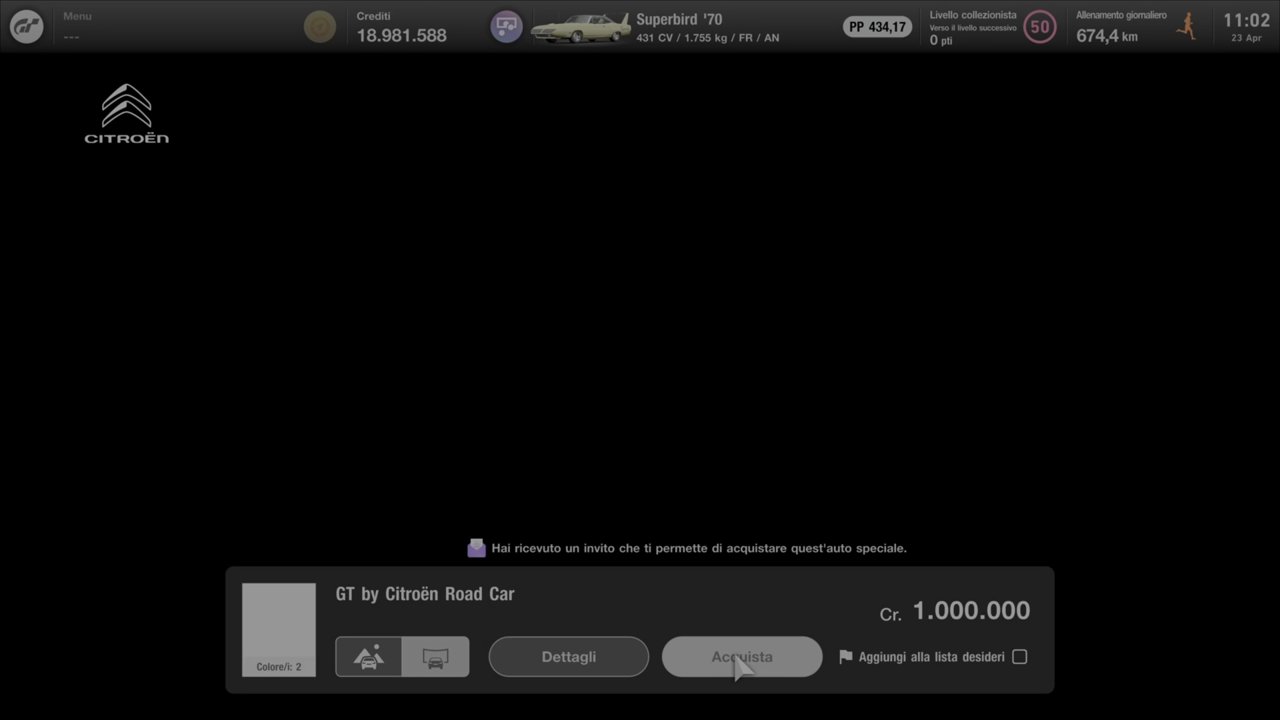 Menu
---
Crediti
18.981.588
Superbird '70
431 CV / 1.755 kg / FR / AN
PP 434,17
Livello collezionista
Verso il livello successivo
0 pti
50
Allenamento giornaliero
674,4 km
11:02
23 Apr
CITROËN
Hai ricevuto un invito che ti permette di acquistare quest'auto speciale.
GT by Citroën Road Car
Cr. 1.000.000
Colore/i: 2
Dettagli
Acquista
Aggiungi alla lista desideri